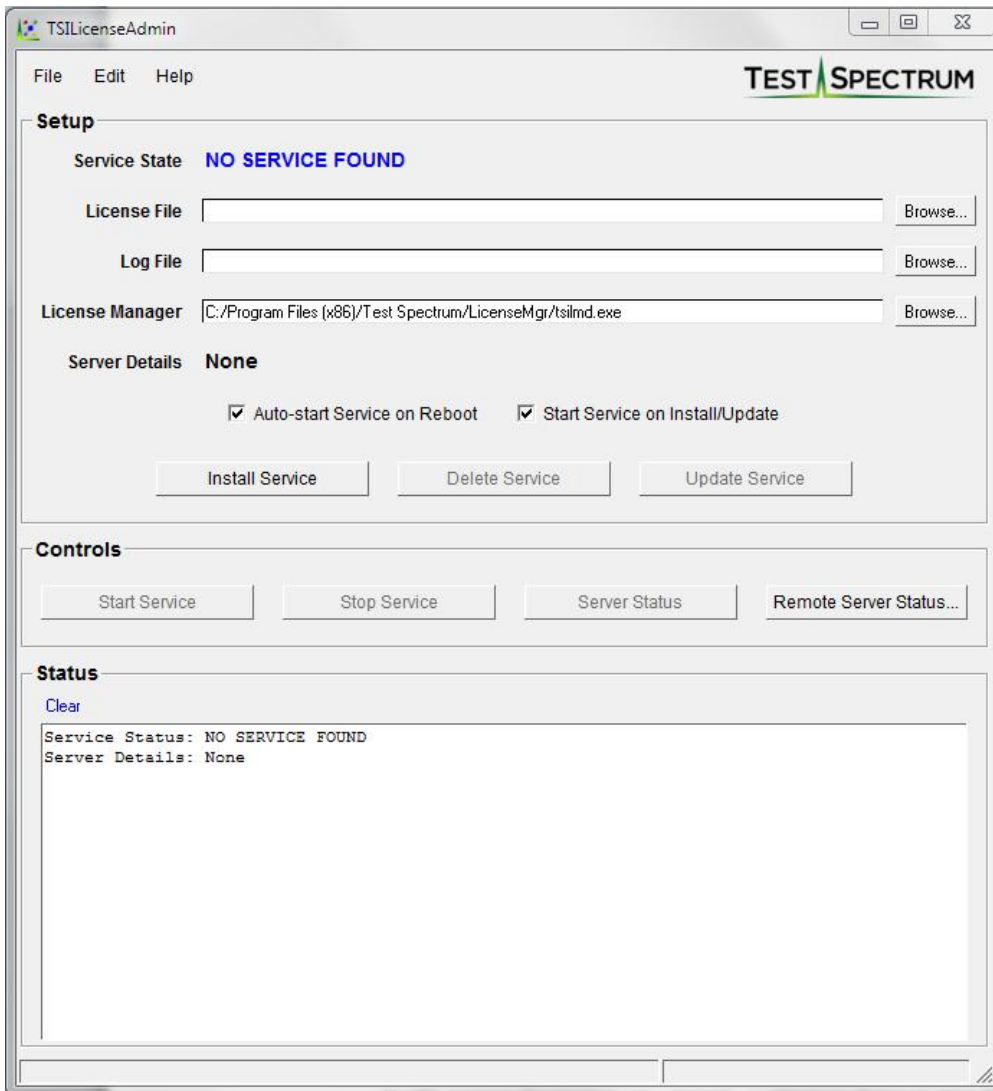 TSILicenseAdmin
File Edit Help
TEST SPECTRUM
Setup
Service State NO SERVICE FOUND
License File Browse...
Log File Browse...
License Manager C:/Program Files (x86)/Test Spectrum/LicenseMgr/tsilmd.exe Browse...
Server Details None
Auto-start Service on Reboot Start Service on Install/Update
Install Service Delete Service Update Service
Controls
Start Service Stop Service Server Status Remote Server Status...
Status
Clear
Service Status: NO SERVICE FOUND
Server Details: None